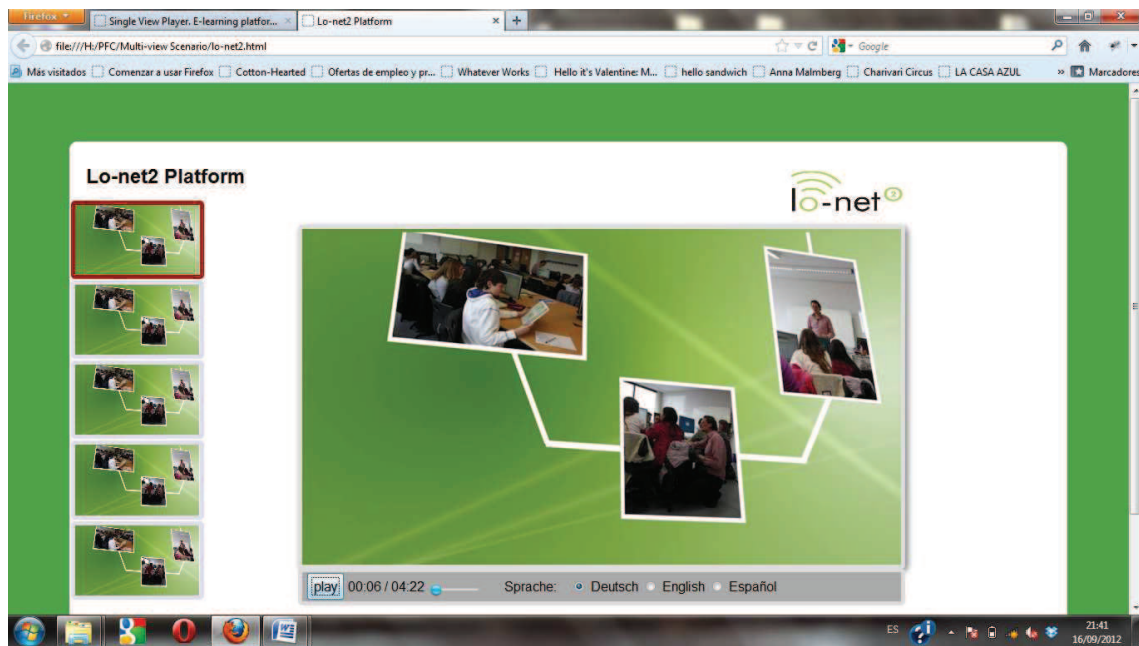 Firefox
Single View Player. E-learning platfor...
Lo-net2 Platform
file:///H:/PFC/Multi-view Scenario/lo-net2.html
Google
Más visitados Comenzar a usar Firefox Cotton-Hearted Ofertas de empleo y pr... Whatever Works Hello it's Valentine: M... hello sandwich Anna Malmberg Charivari Circus LA CASA AZUL » Marcadores
Lo-net2 Platform
lo-net 2
play 00:06 / 04:22 Sprache: Deutsch English Español
ES
21:41
16/09/2012